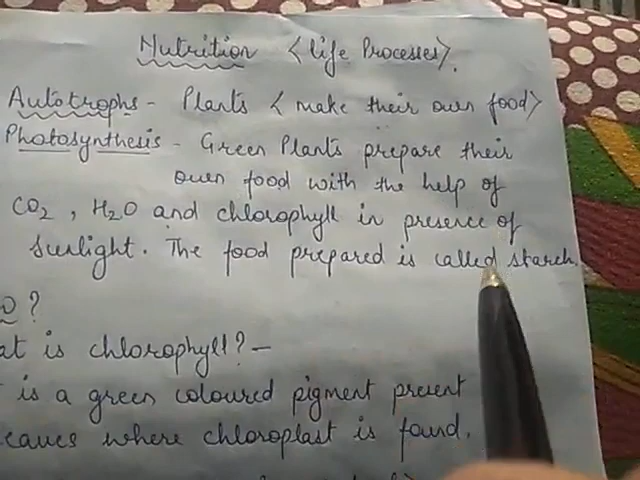 Nutrition <life Processes>.
Autotrophs - Plants <make their own food>
Photosynthesis - Green Plants prepare their
own food with the help of
CO₂, H₂O and chlorophyll in presence of
Sunlight. The food prepared is called starch.
?
is chlorophyll? -
is a green coloured pigment present
where chloroplast is found.